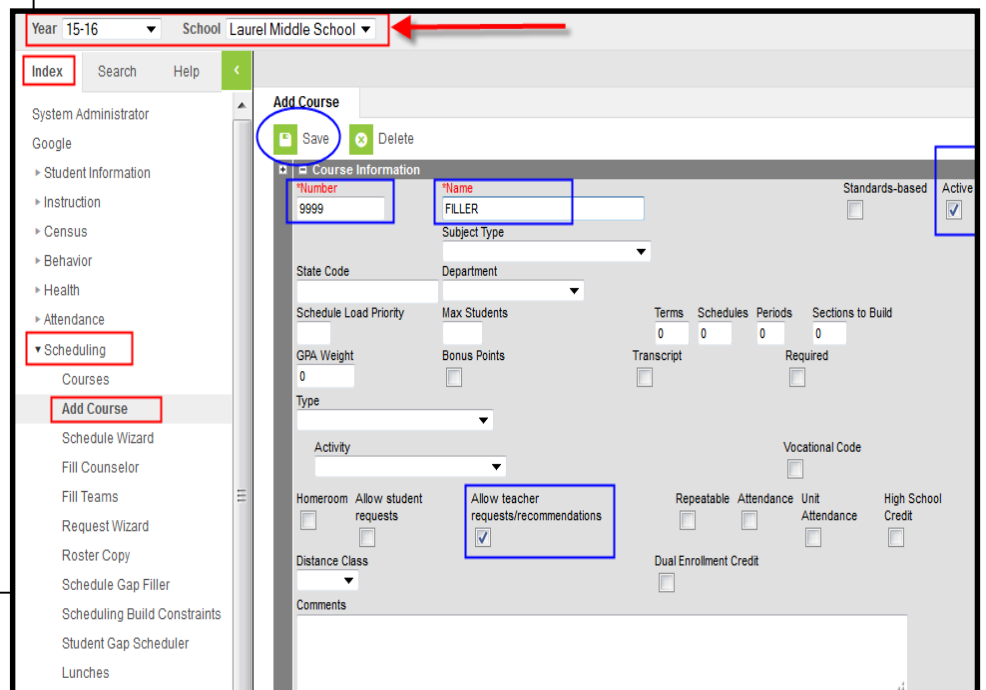 Year 15-16 School Laurel Middle School
Index Search Help
System Administrator
Google
Student Information
Instruction
Census
Behavior
Health
Attendance
Scheduling
Courses
Add Course
Schedule Wizard
Fill Counselor
Fill Teams
Request Wizard
Roster Copy
Schedule Gap Filler
Scheduling Build Constraints
Student Gap Scheduler
Lunches
Add Course
Save Delete
Course Information
*Number *Name Standards-based Active
9999 FILLER
Subject Type
State Code Department
Schedule Load Priority Max Students Terms Schedules Periods Sections to Build
0 0 0 0
GPA Weight Bonus Points Transcript Required
0
Type
Activity Vocational Code
Homeroom Allow student requests Allow teacher requests/recommendations Repeatable Attendance Unit Attendance High School Credit
Distance Class Dual Enrollment Credit
Comments